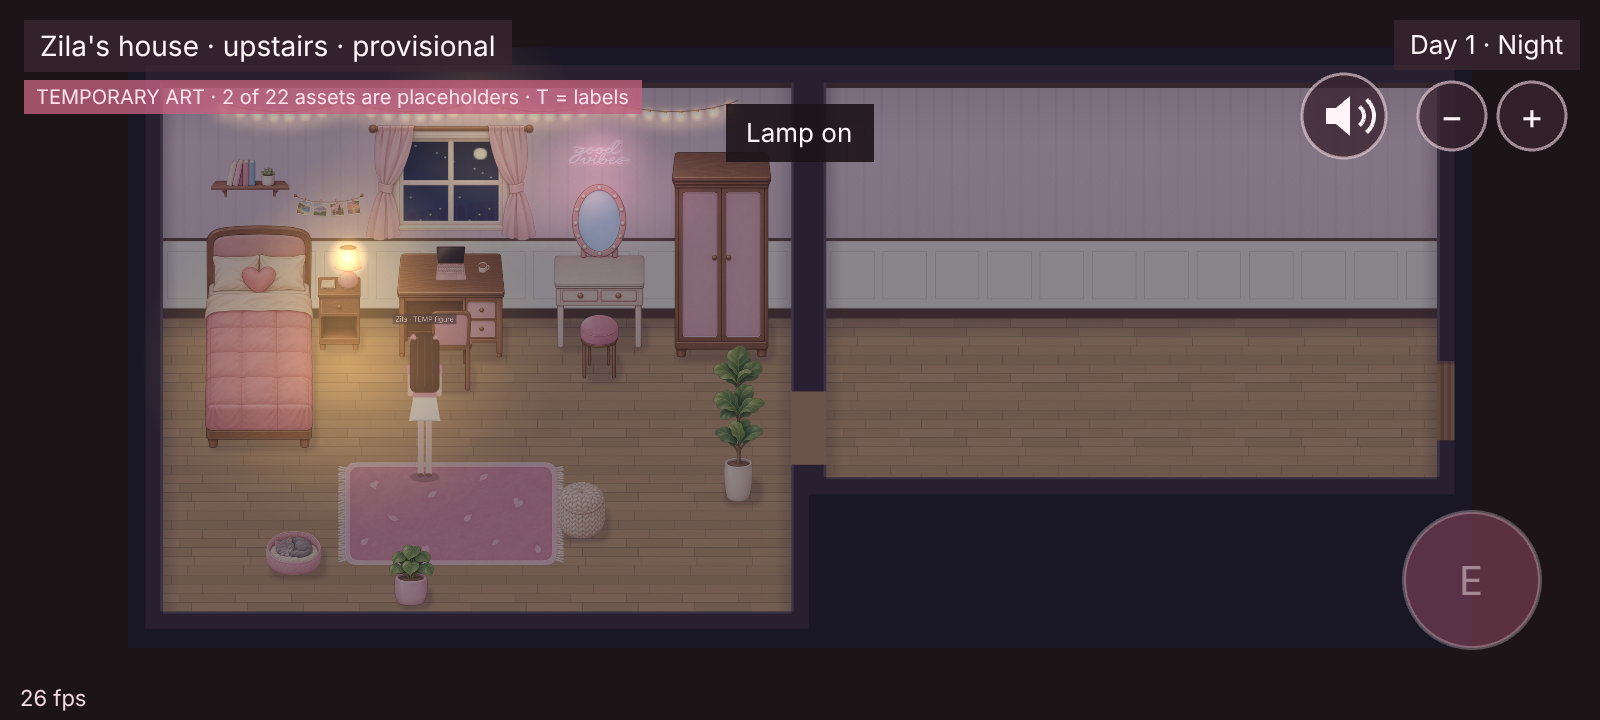 Zila's house · upstairs · provisional
Day 1 · Night
TEMPORARY ART · 2 of 22 assets are placeholders · T = labels
− +
Lamp on
good
vibes
Zila · TEMP figure
E
26 fps